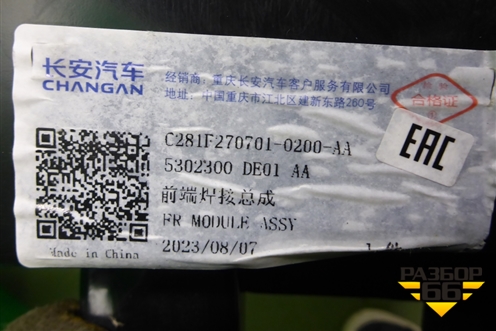 长安汽车
CHANGAN
经销商：重庆长安汽车客户服务有限公司
地址：中国重庆市江北区建新东路260号
合格证
EAC
C281F270701-0200-AA
5302300 DE01 AA
前端焊接总成
FR MODULE ASSY
2023/08/07
Made in China
РАЗБОР
66